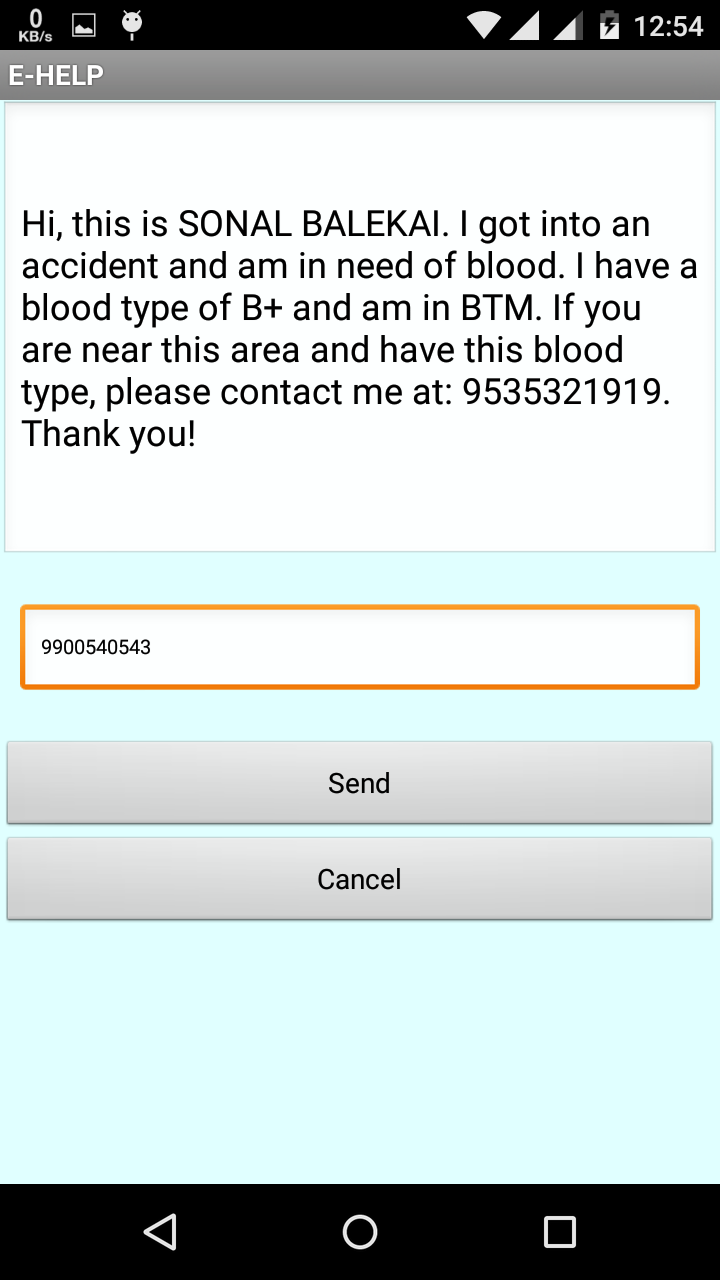 0
KB/s
12:54
E-HELP
Hi, this is SONAL BALEKAI. I got into an
accident and am in need of blood. I have a
blood type of B+ and am in BTM. If you
are near this area and have this blood
type, please contact me at: 9535321919.
Thank you!
9900540543
Send
Cancel